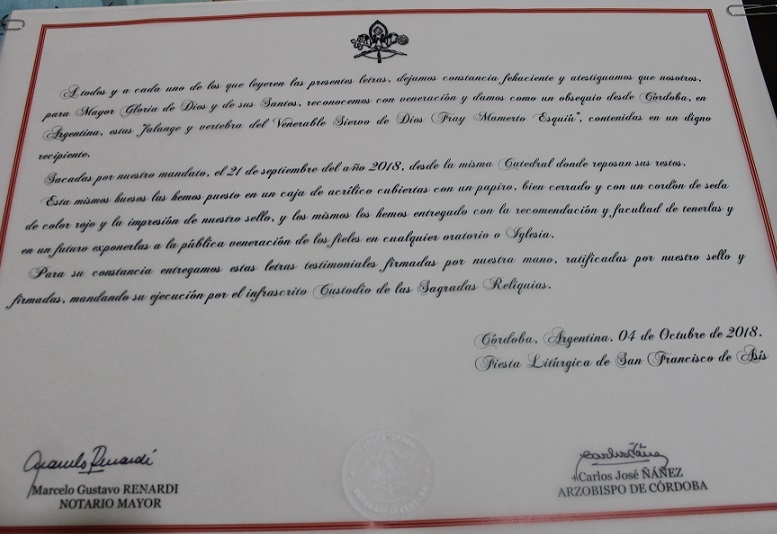 A todos y a cada uno de los que leyeren las presentes letras, dejamos constancia fehaciente y atestiguamos que nosotros,
para Mayor Gloria de Dios y de sus Santos, reconocemos con veneración y damos como un obsequio desde Córdoba, en
Argentina, estas Falange y vertebra del Venerable Siervo de Dios Fray Mamerto Esquiú", contenidas en un digno
recipiente.
Sacadas por nuestro mandato, el 21 de septiembre del año 2018, desde la misma Catedral donde reposan sus restos.
Esta mismos huesos las hemos puesto en un caja de acrílico cubiertas con un papiro, bien cerrado y con un cordón de seda
de color rojo y la impresión de nuestro sello, y los mismos los hemos entregado con la recomendación y facultad de tenerlas y
en un futuro exponerlas a la pública veneración de los fieles en cualquier oratorio o Iglesia.
Para su constancia entregamos estas letras testimoniales firmadas por nuestra mano, ratificadas por nuestro sello y
firmadas, mandando su ejecución por el infrascrito Custodio de las Sagradas Reliquias.
Córdoba, Argentina, 04 de Octubre de 2018.
Fiesta Litúrgica de San Francisco de Asís
Marcelo Renardi
Marcelo Gustavo RENARDI
NOTARIO MAYOR
+Carlos José ÑÁÑEZ
ARZOBISPO DE CÓRDOBA